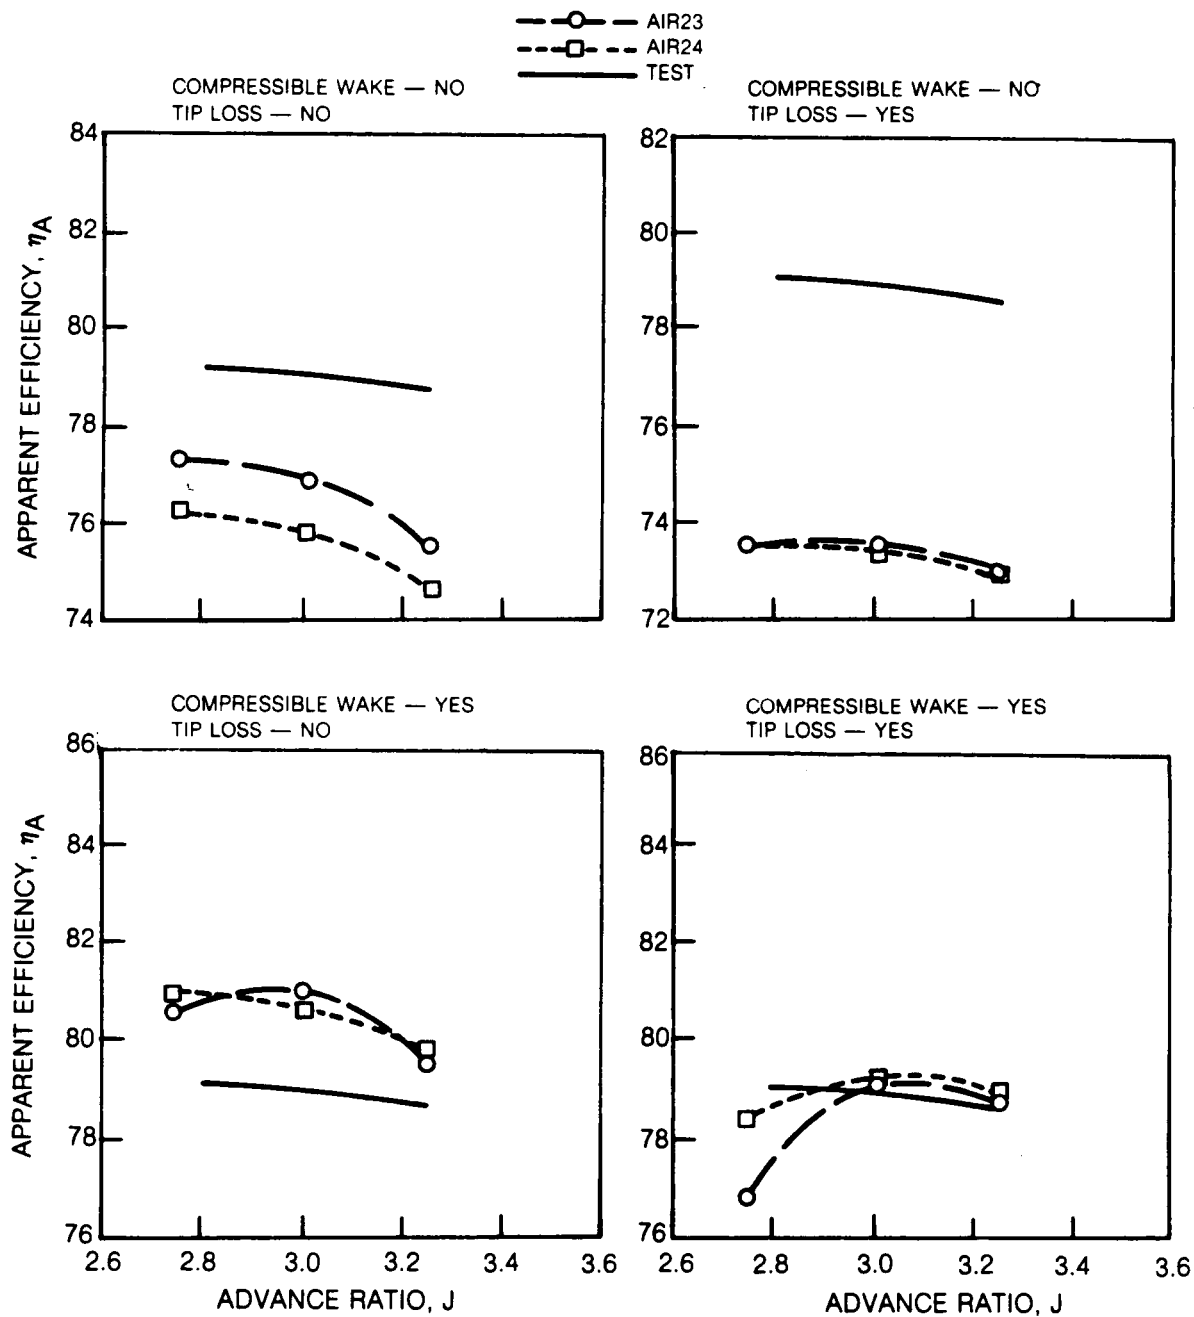 AIR23
AIR24
TEST
COMPRESSIBLE WAKE — NO
TIP LOSS — NO
84
82
80
78
76
74
APPARENT EFFICIENCY, ηA
COMPRESSIBLE WAKE — NO
TIP LOSS — YES
82
80
78
76
74
72
COMPRESSIBLE WAKE — YES
TIP LOSS — NO
86
84
82
80
78
76
APPARENT EFFICIENCY, ηA
2.6 2.8 3.0 3.2 3.4 3.6
ADVANCE RATIO, J
COMPRESSIBLE WAKE — YES
TIP LOSS — YES
86
84
82
80
78
76
2.6 2.8 3.0 3.2 3.4 3.6
ADVANCE RATIO, J